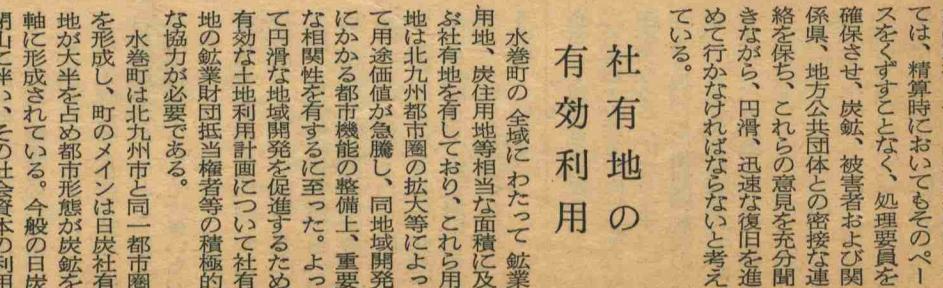 ては、精算時においてもそのペー
スをくずすことなく、処理要員を
確保させ、炭鉱、被害者および関
係県、地方公共団体との密接な連
絡を保ち、これらの意見を充分聞
きながら、円滑、迅速な復旧を進
めて行かなければならないと考え
ている。
社有地の
有効利用
水巻町の全域にわたって鉱業
用地、炭住用地等相当な面積に及
ぶ社有地を有しており、これら用
地は北九州都市圏の拡大等によっ
て用途価値が急騰し、同地域開発
にかかる都市機能の整備上、重要
な相関性を有するに至った。よっ
て円滑な地域開発を促進するため
有効な土地利用計画について社有
地の鉱業財団抵当権者等の積極的
な協力が必要である。
水巻町は北九州市と同一都市圏
を形成し、町のメインは日炭社有
地が大半を占め都市形態が炭鉱を
軸に形成されている。今般の日炭
閉山に伴い、その社会資本の利用